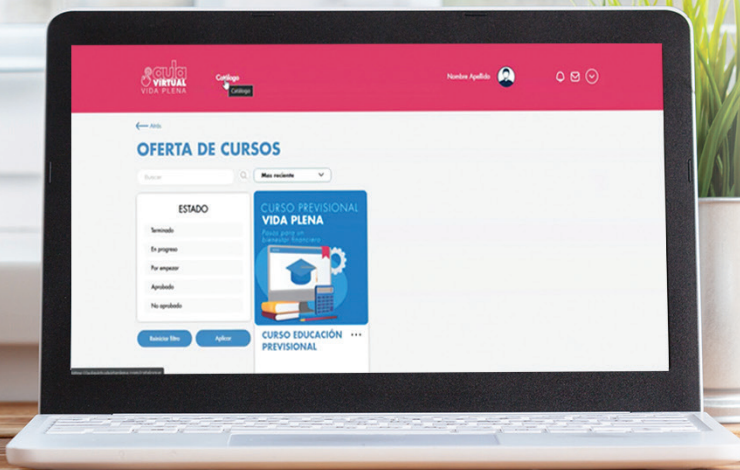 aula
VIRTUAL
VIDA PLENA
Catálogo
Catálogo
Nombre Apellido
Atrás
OFERTA DE CURSOS
Buscar
Mas reciente
ESTADO
Terminado
En progreso
Por empezar
Aprobado
No aprobado
Reiniciar filtro
Aplicar
CURSO PREVISIONAL
VIDA PLENA
Pasos para un
bienestar financiero
CURSO EDUCACIÓN
PREVISIONAL